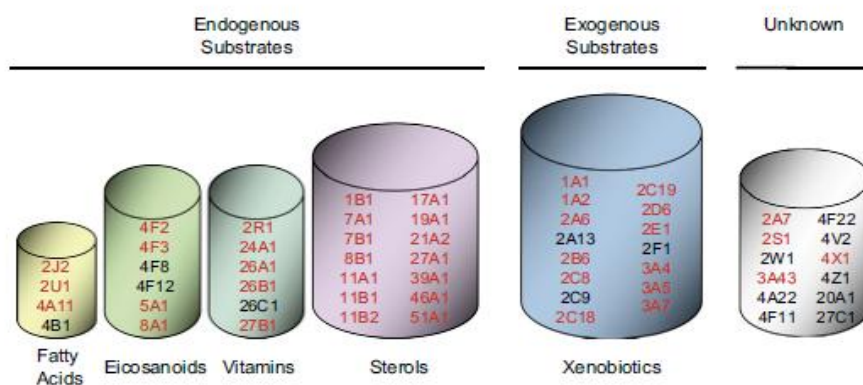 Endogenous
Substrates
Exogenous
Substrates
Unknown
2J2
2U1
4A11
4B1
4F2
4F3
4F8
4F12
5A1
8A1
2R1
24A1
26A1
26B1
26C1
27B1
1B1 17A1
7A1 19A1
7B1 21A2
8B1 27A1
11A1 39A1
11B1 46A1
11B2 51A1
1A1
1A2
2A6
2A13
2B6
2C8
2C9
2C18
2C19
2D6
2E1
2F1
3A4
3A5
3A7
2A7 4F22
2S1 4V2
2W1 4X1
3A43 4Z1
4A22 20A1
4F11 27C1
Fatty
Acids
Eicosanoids
Vitamins
Sterols
Xenobiotics